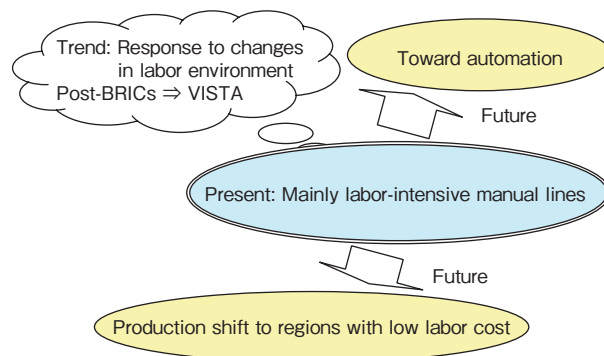 Trend: Response to changes
in labor environment
Post-BRICs ⇒ VISTA
Toward automation
Future
Present: Mainly labor-intensive manual lines
Future
Production shift to regions with low labor cost